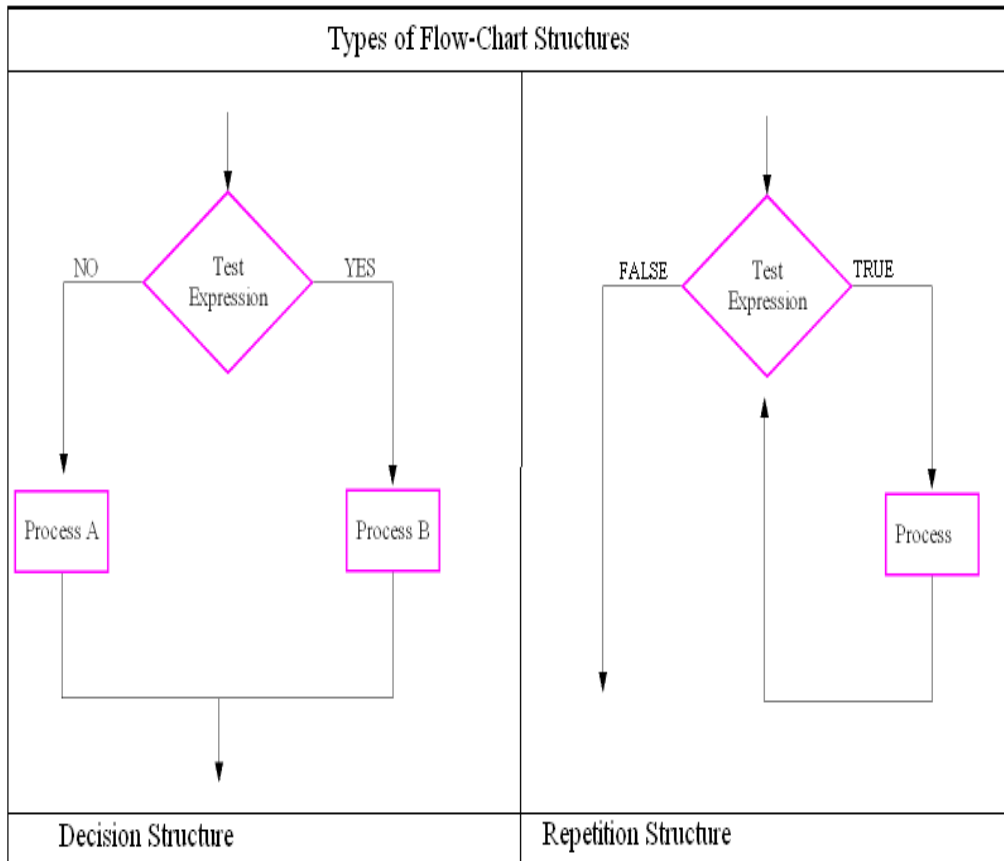 Types of Flow-Chart Structures
NO
Test
Expression
YES
Process A
Process B
FALSE
Test
Expression
TRUE
Process
Decision Structure
Repetition Structure